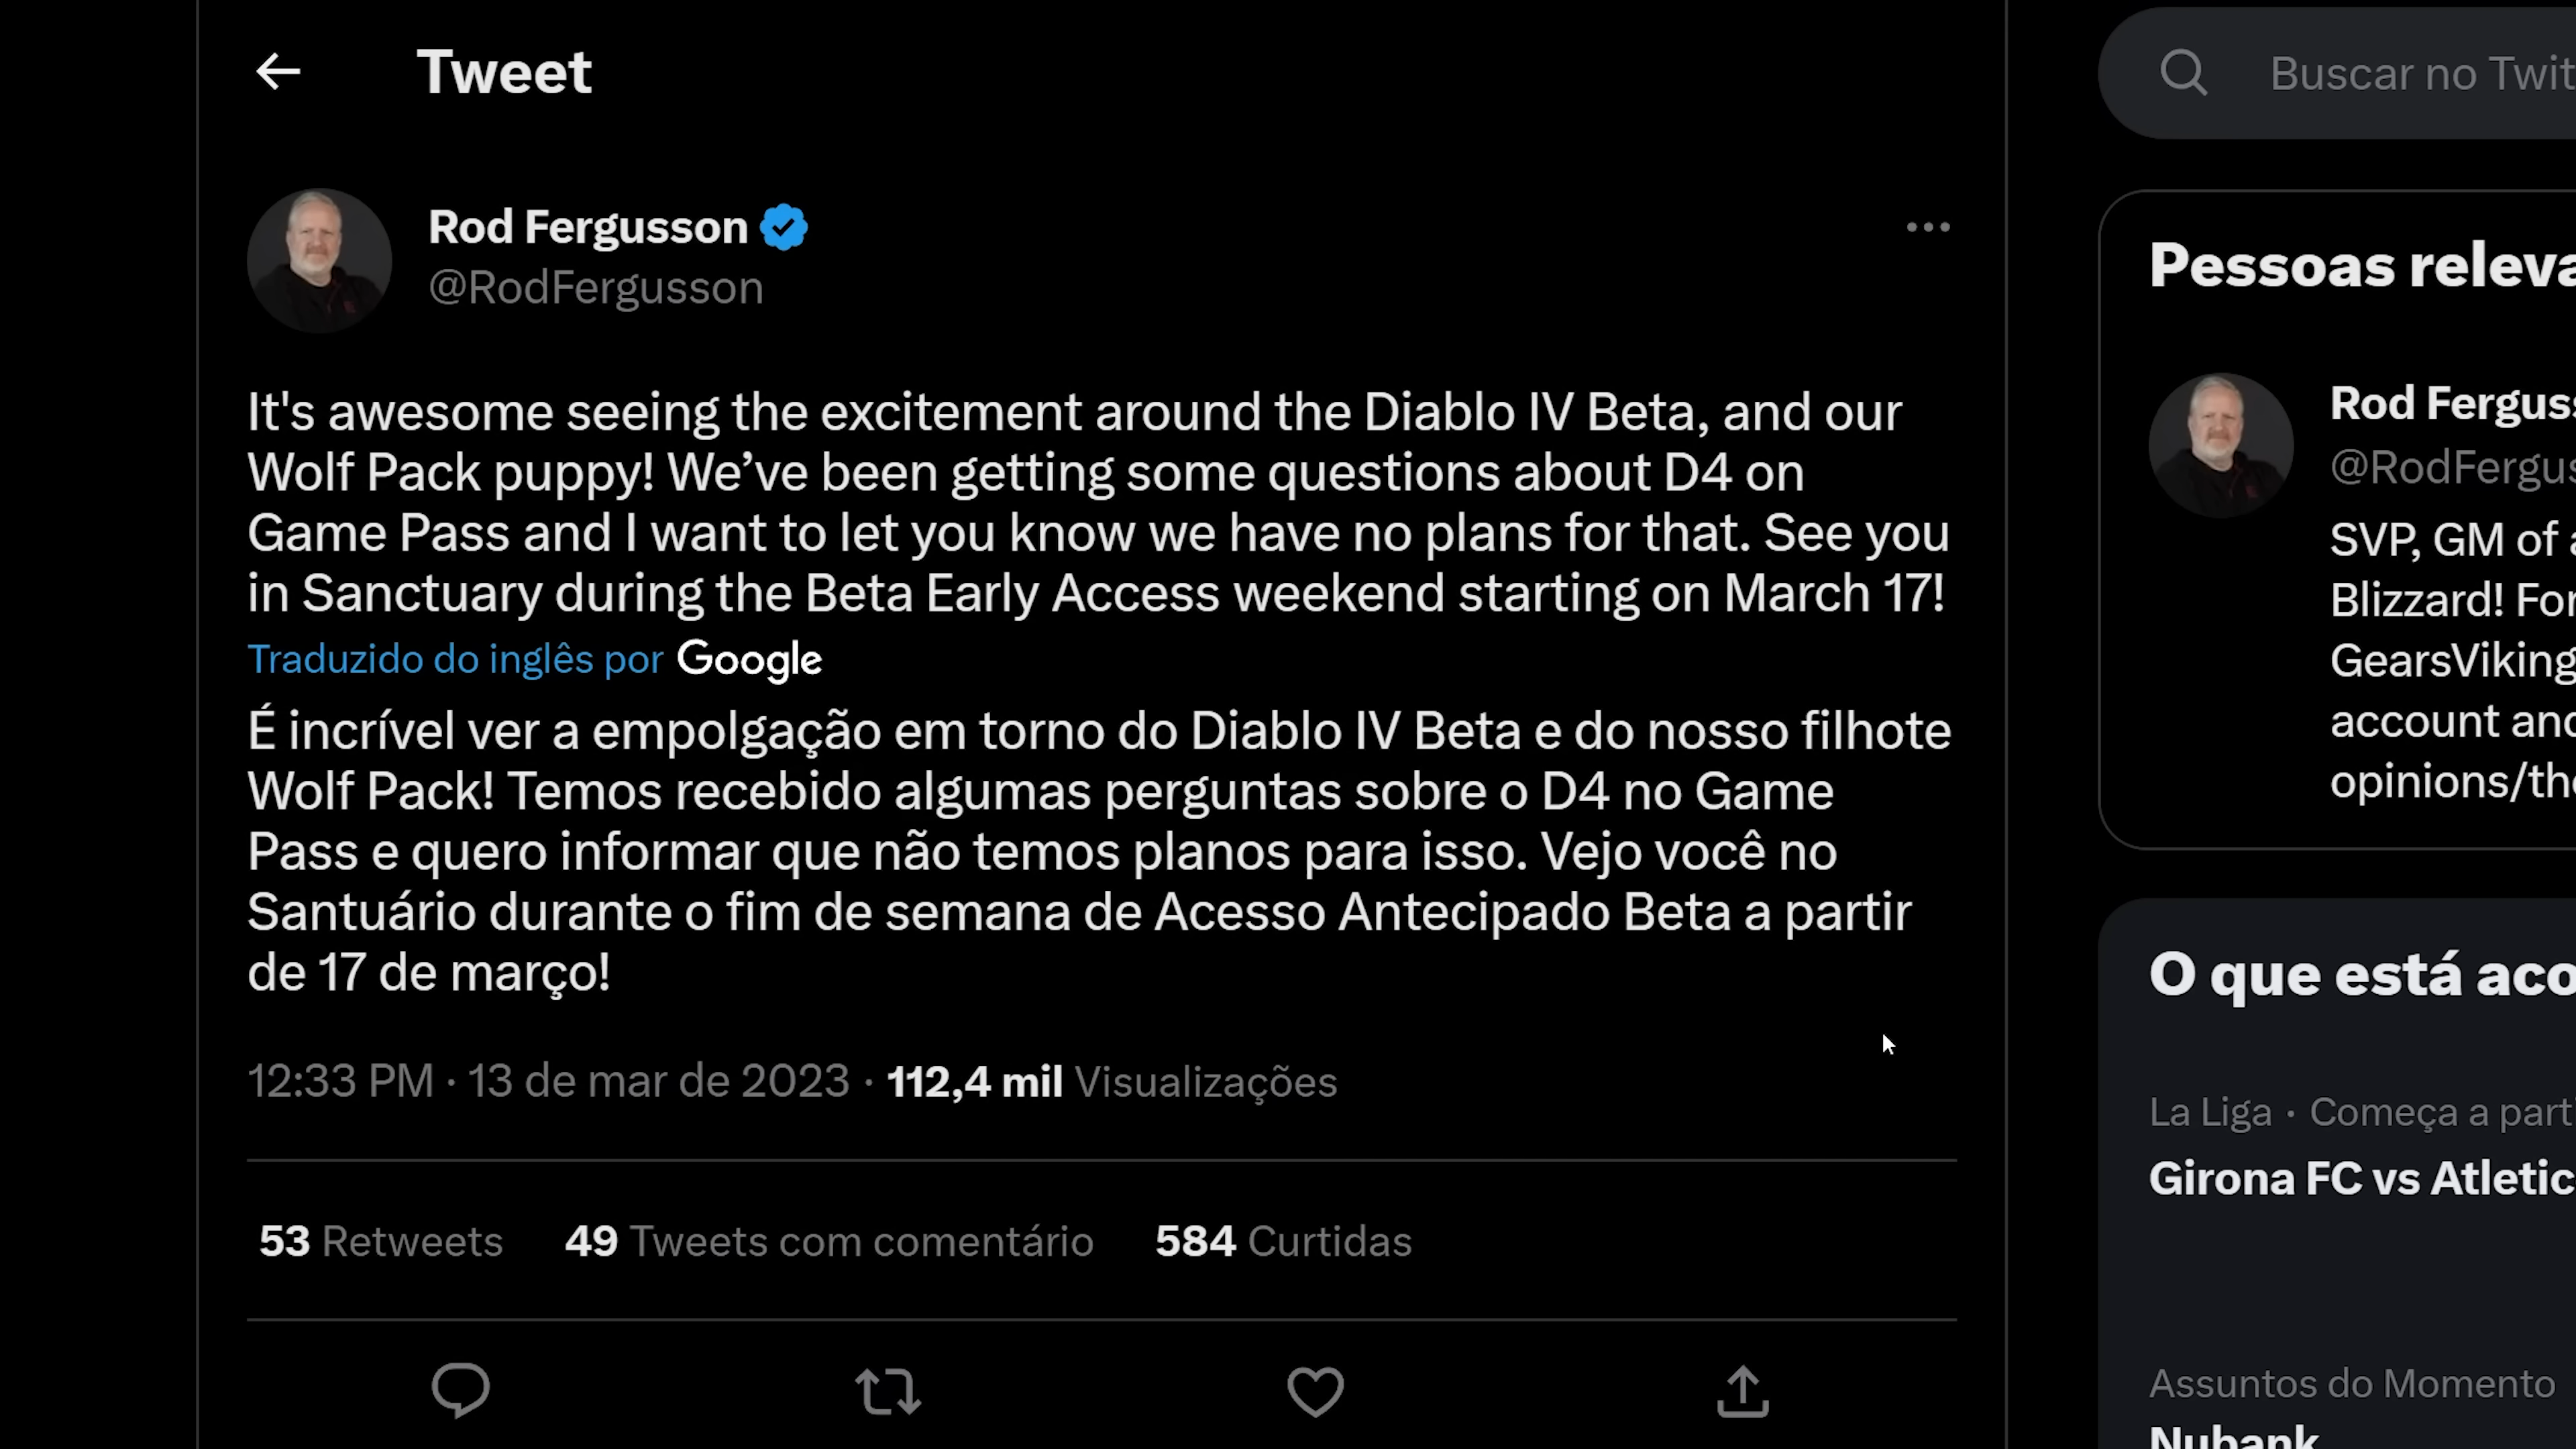 Tweet
Rod Fergusson
@RodFergusson
It's awesome seeing the excitement around the Diablo IV Beta, and our
Wolf Pack puppy! We’ve been getting some questions about D4 on
Game Pass and I want to let you know we have no plans for that. See you
in Sanctuary during the Beta Early Access weekend starting on March 17!
Traduzido do inglês por Google
É incrível ver a empolgação em torno do Diablo IV Beta e do nosso filhote
Wolf Pack! Temos recebido algumas perguntas sobre o D4 no Game
Pass e quero informar que não temos planos para isso. Vejo você no
Santuário durante o fim de semana de Acesso Antecipado Beta a partir
de 17 de março!
12:33 PM · 13 de mar de 2023 · 112,4 mil Visualizações
53 Retweets 49 Tweets com comentário 584 Curtidas
Buscar no Twit
Pessoas releva
Rod Ferguss
@RodFergus
SVP, GM of a
Blizzard! For
GearsViking
account and
opinions/the
O que está aco
La Liga · Começa a parti
Girona FC vs Atletic
Assuntos do Momento
Nubank